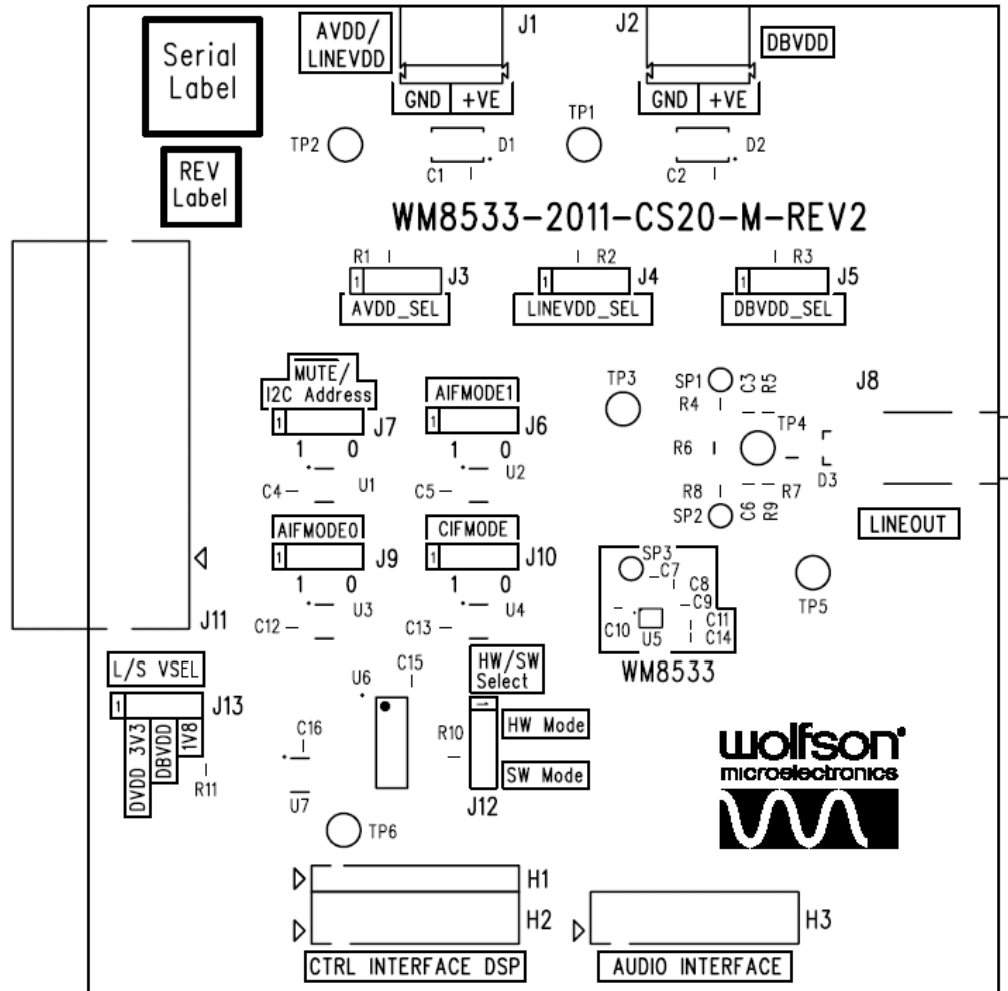 Serial
Label
AVDD/
LINEVDD
J1
J2
DBVDD
GND +VE
GND +VE
TP2
D1
TP1
D2
C1
C2
REV
Label
WM8533-2011-CS20-M-REV2
R1
R2
R3
1
J3
1
J4
1
J5
AVDD_SEL
LINEVDD_SEL
DBVDD_SEL
MUTE/
I2C Address
1
J7
1 0
AIFMODE1
1
J6
1 0
TP3
SP1
C3
R5
J8
R4
TP4
R6
D3
R8
R7
SP2
C6
R9
LINEOUT
C4
U1
C5
U2
AIFMODE0
1
J9
1 0
CIFMODE
1
J10
1 0
SP3
C7
C8
C9
C10
U5
C11
C14
WM8533
TP5
C12
U3
C13
U4
J11
L/S VSEL
1
J13
DVDD 3V3
DBVDD
1V8
R11
U6
C15
HW/SW
Select
1
HW Mode
R10
SW Mode
J12
C16
U7
TP6
wolfson
microelectronics
H1
H2
H3
CTRL INTERFACE DSP
AUDIO INTERFACE